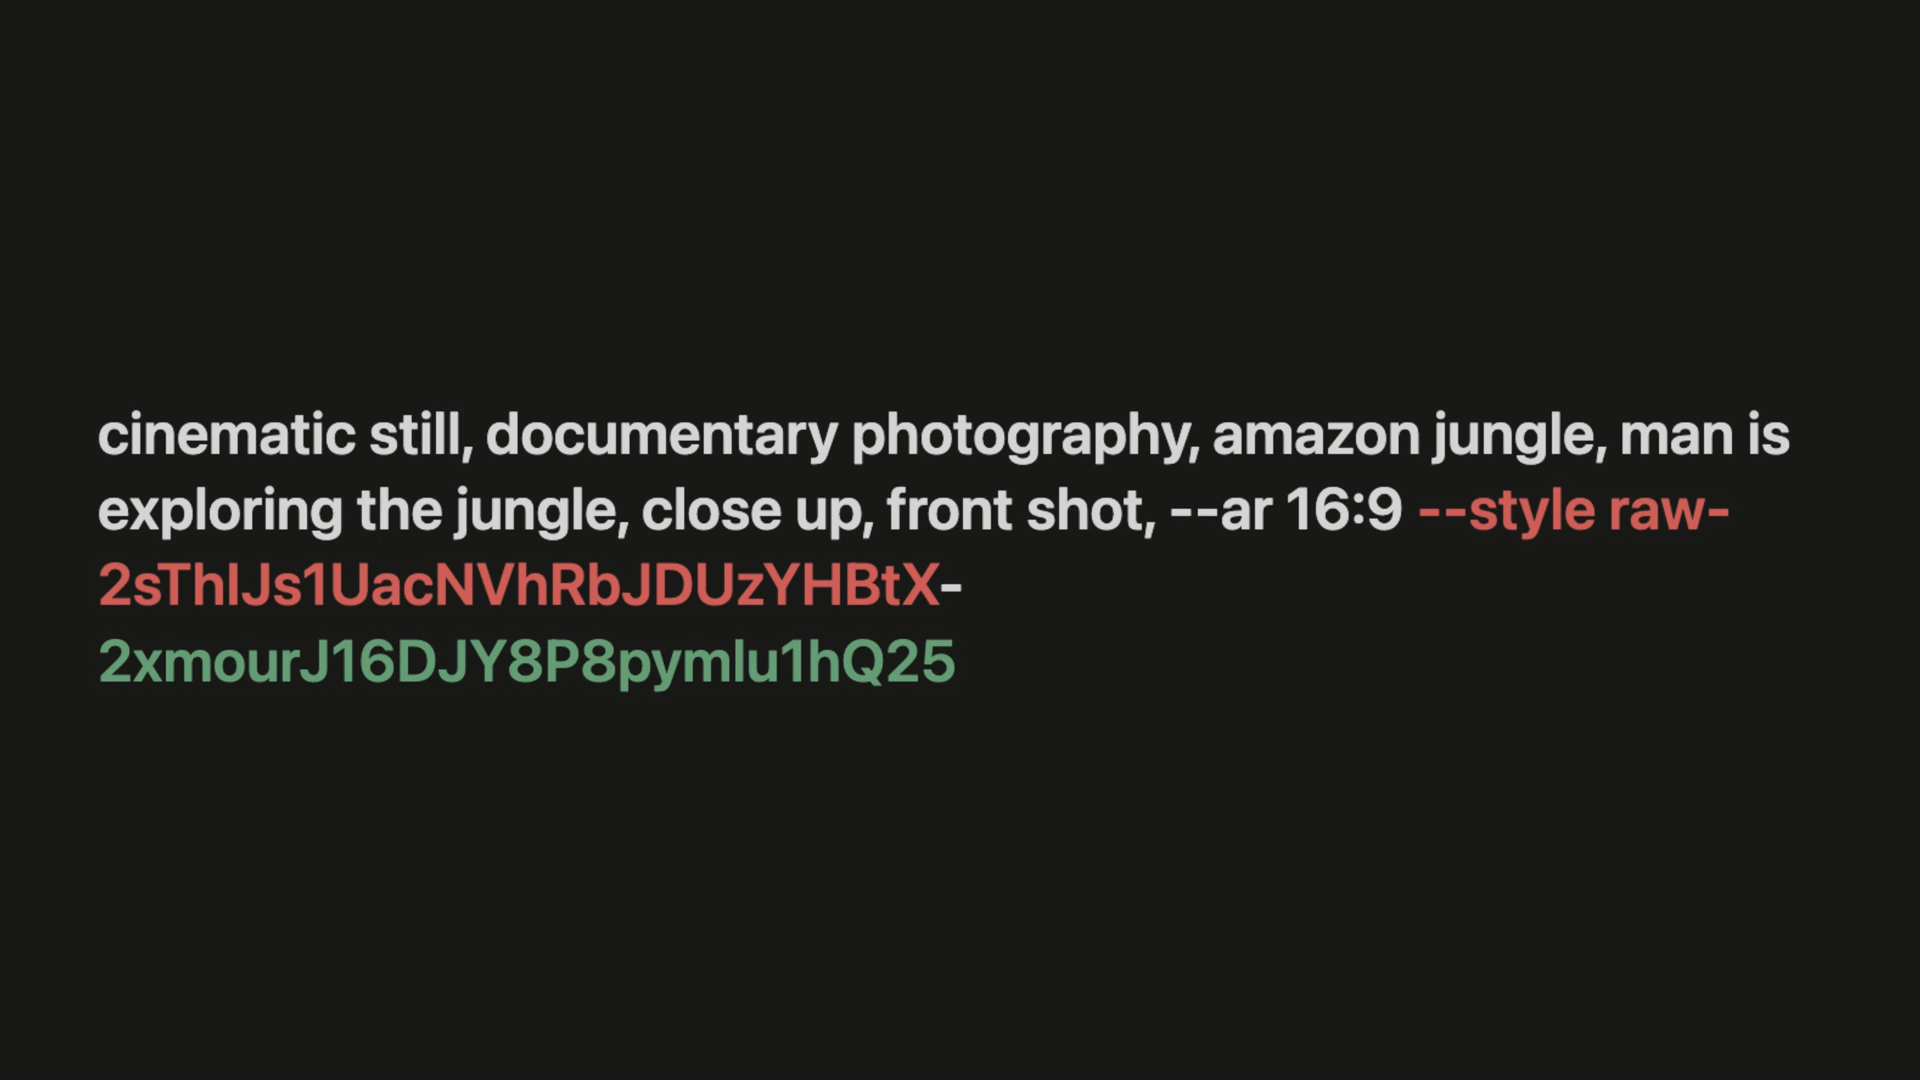 cinematic still, documentary photography, amazon jungle, man is
exploring the jungle, close up, front shot, --ar 16:9 --style raw-
2sThIJs1UacNVhRbJDUzYHBtX-
2xmourJ16DJY8P8pymlu1hQ25